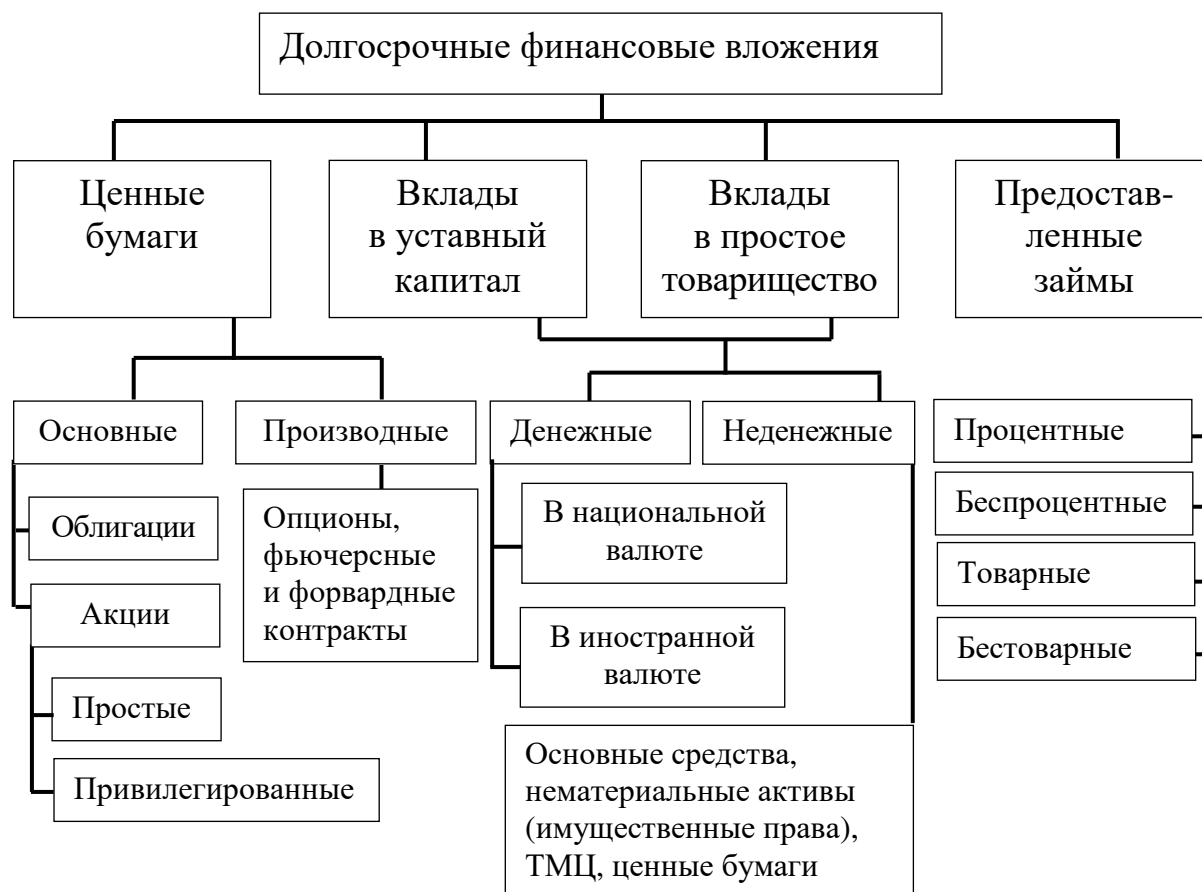 Долгосрочные финансовые вложения
Ценные
бумаги
Вклады
в уставный
капитал
Вклады
в простое
товарищество
Предостав-
ленные
займы
Основные
Производные
Денежные
Неденежные
Процентные
Облигации
Опционы,
фьючерсные
и форвардные
контракты
В национальной
валюте
Беспроцентные
Товарные
Акции
В иностранной
валюте
Бестоварные
Простые
Привилегированные
Основные средства,
нематериальные активы
(имущественные права),
ТМЦ, ценные бумаги